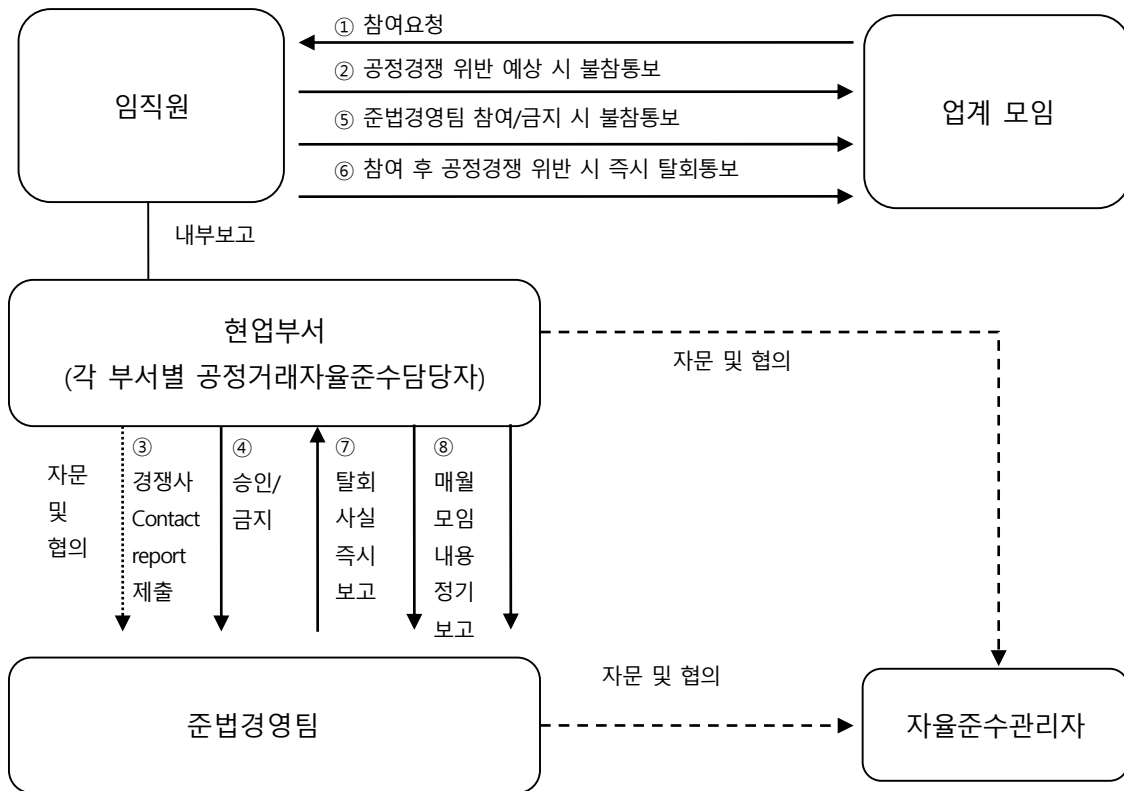 ① 참여요청
② 공정경쟁 위반 예상 시 불참통보
임직원
업계 모임
⑤ 준법경영팀 참여/금지 시 불참통보
⑥ 참여 후 공정경쟁 위반 시 즉시 탈회통보
내부보고
현업부서
(각 부서별 공정거래자율준수담당자)
자문 및 협의
자문
및
협의
③
경쟁사
Contact
report
제출
④
승인/
금지
⑦
탈회
사실
즉시
보고
⑧
매월
모임
내용
정기
보고
자문 및 협의
준법경영팀
자율준수관리자